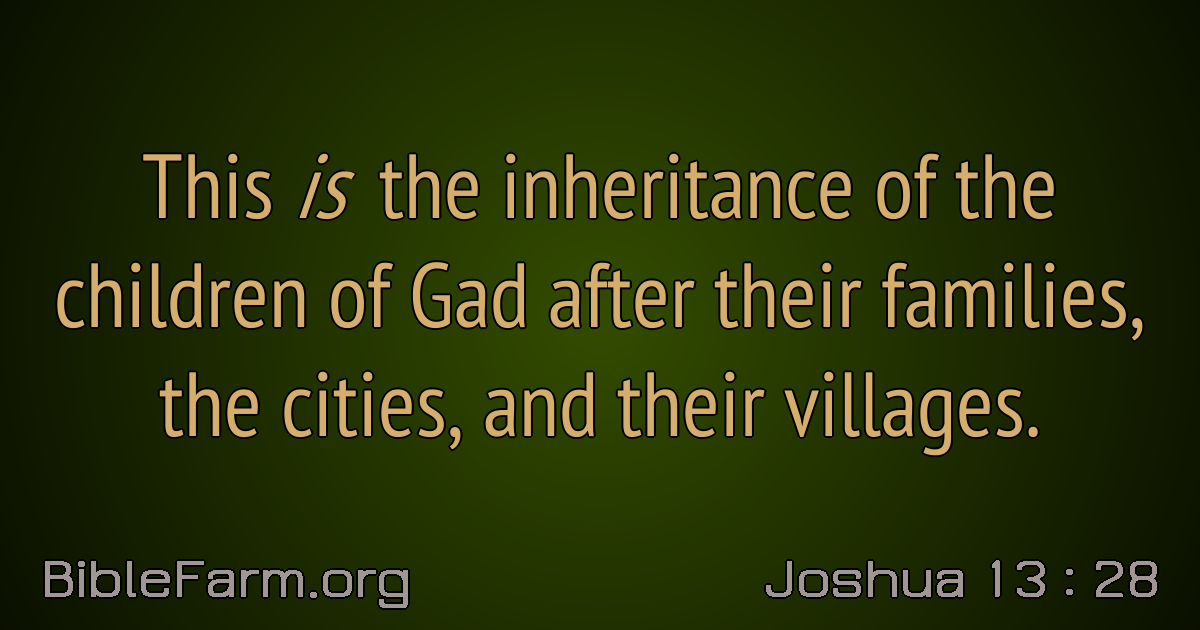 This is the inheritance of the
children of Gad after their families,
the cities, and their villages.
BibleFarm.org
Joshua 13 : 28